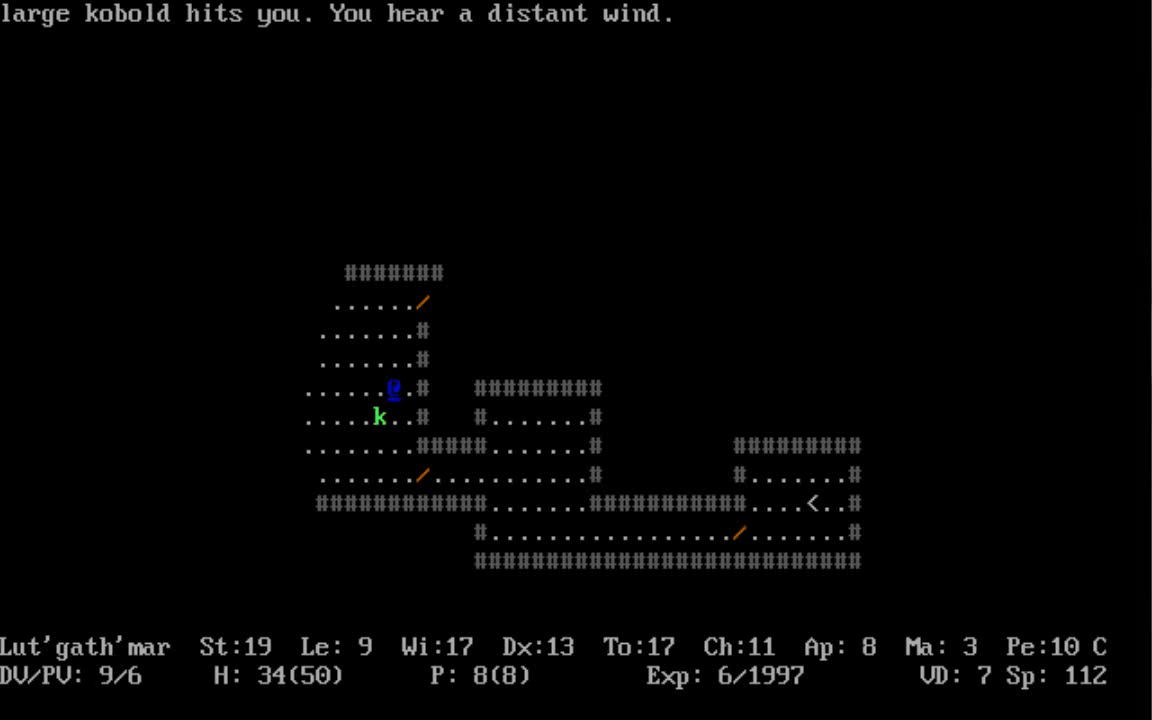 large kobold hits you. You hear a distant wind.
#######
....../
.......#
.......#
......@.# #########
.....k..# #.......#
........#####.......# #########
......./...........# #.......#
############.......###########....<..#
#................./.......#
###########################
Lut'gath'mar St:19 Le: 9 Wi:17 Dx:13 To:17 Ch:11 Ap: 8 Ma: 3 Pe:10 C
DV/PV: 9/6 H: 34(50) P: 8(8) Exp: 6/1997 VD: 7 Sp: 112